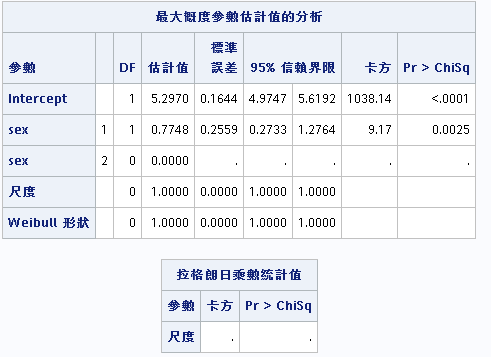 最大概度參數估計值的分析
參數 DF 估計值 標準誤差 95% 信賴界限 卡方 Pr > ChiSq
Intercept 1 5.2970 0.1644 4.9747 5.6192 1038.14 <.0001
sex 1 1 0.7748 0.2559 0.2733 1.2764 9.17 0.0025
sex 2 0 0.0000 . . . . .
尺度 0 1.0000 0.0000 1.0000 1.0000
Weibull 形狀 0 1.0000 0.0000 1.0000 1.0000
拉格朗日乘數統計值
參數 卡方 Pr > ChiSq
尺度 . .